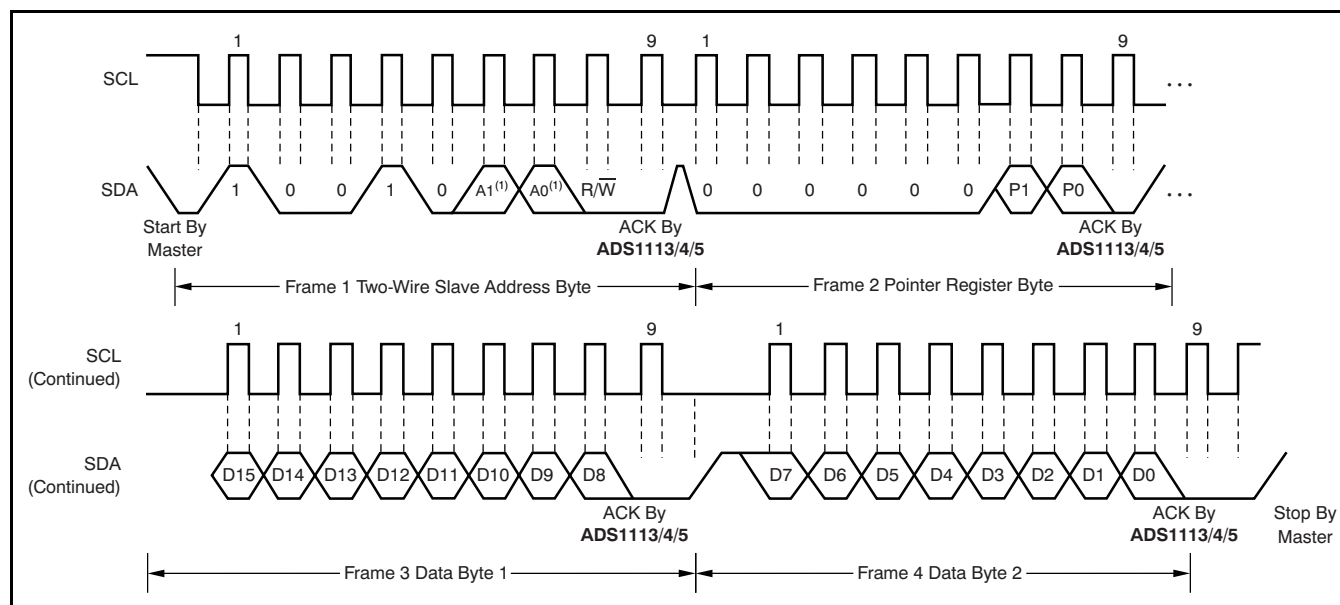 1 9 1 9
SCL ...
SDA 1 0 0 1 0 A1(1) A0(1) R/W̅ 0 0 0 0 0 0 P1 P0 ...
Start By Master ACK By ADS1113/4/5 ACK By ADS1113/4/5
Frame 1 Two-Wire Slave Address Byte Frame 2 Pointer Register Byte
1 9 1 9
SCL (Continued)
SDA (Continued) D15 D14 D13 D12 D11 D10 D9 D8 D7 D6 D5 D4 D3 D2 D1 D0
ACK By ADS1113/4/5 ACK By ADS1113/4/5 Stop By Master
Frame 3 Data Byte 1 Frame 4 Data Byte 2